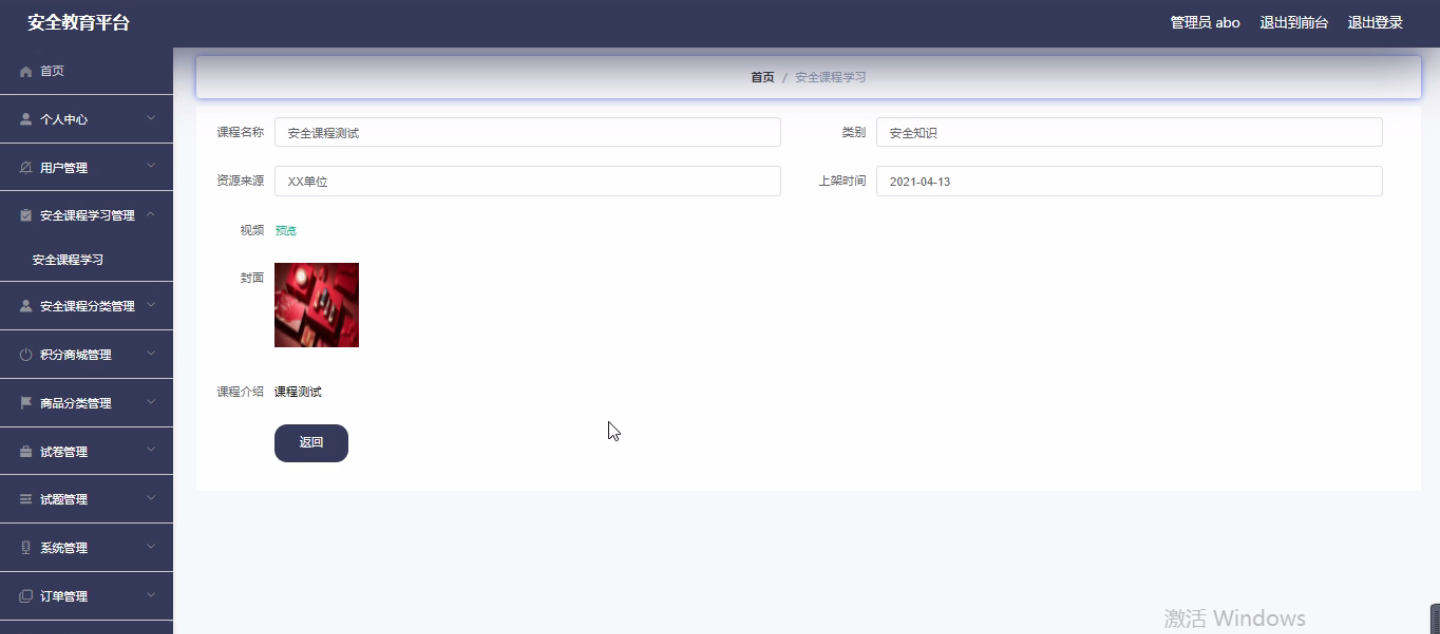 安全教育平台
管理员 abo 退出到前台 退出登录
首页
个人中心
用户管理
安全课程学习管理
安全课程学习
安全课程分类管理
积分商城管理
商品分类管理
试卷管理
试题管理
系统管理
订单管理
首页 / 安全课程学习
课程名称 安全课程测试 类别 安全知识
资源来源 XX单位 上架时间 2021-04-13
视频 预览
封面
课程介绍 课程测试
返回
激活 Windows